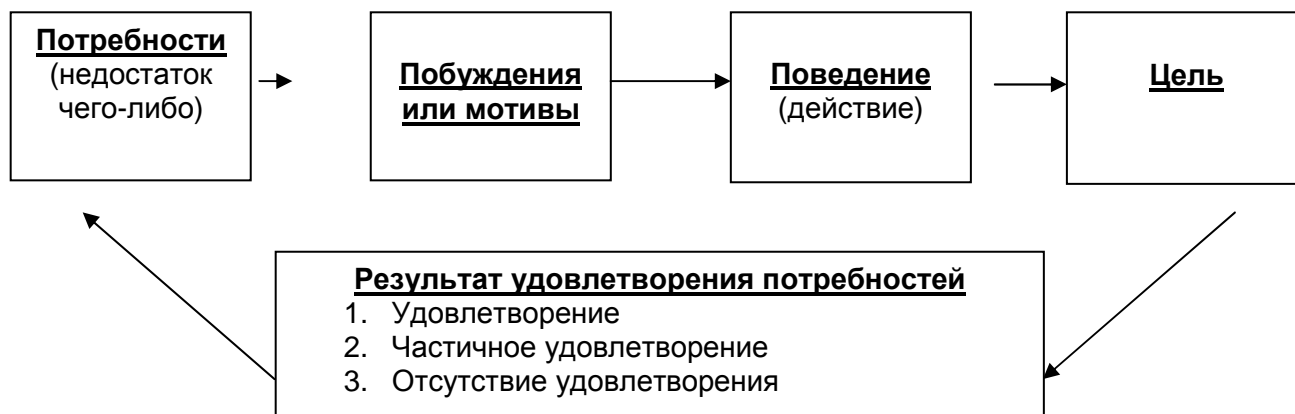 Потребности
(недостаток
чего-либо)
Побуждения
или мотивы
Поведение
(действие)
Цель
Результат удовлетворения потребностей
1. Удовлетворение
2. Частичное удовлетворение
3. Отсутствие удовлетворения